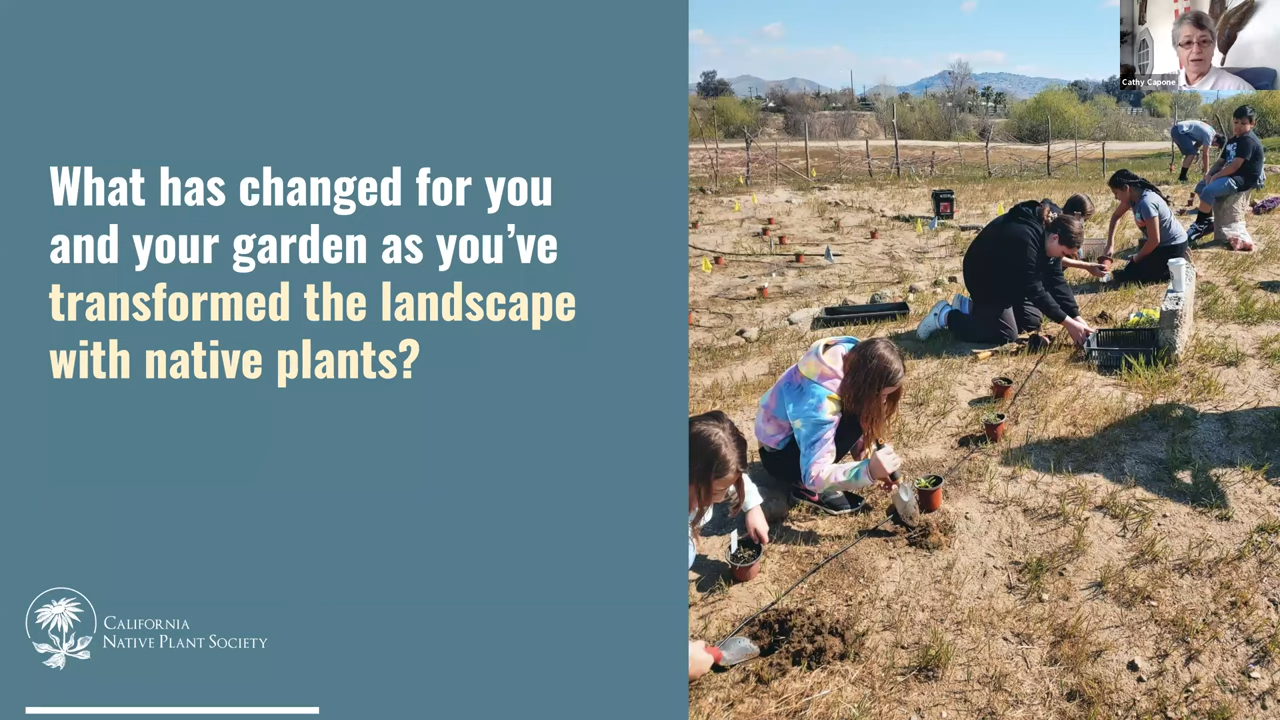 Cathy Capone
What has changed for you
and your garden as you’ve
transformed the landscape
with native plants?
California
Native Plant Society